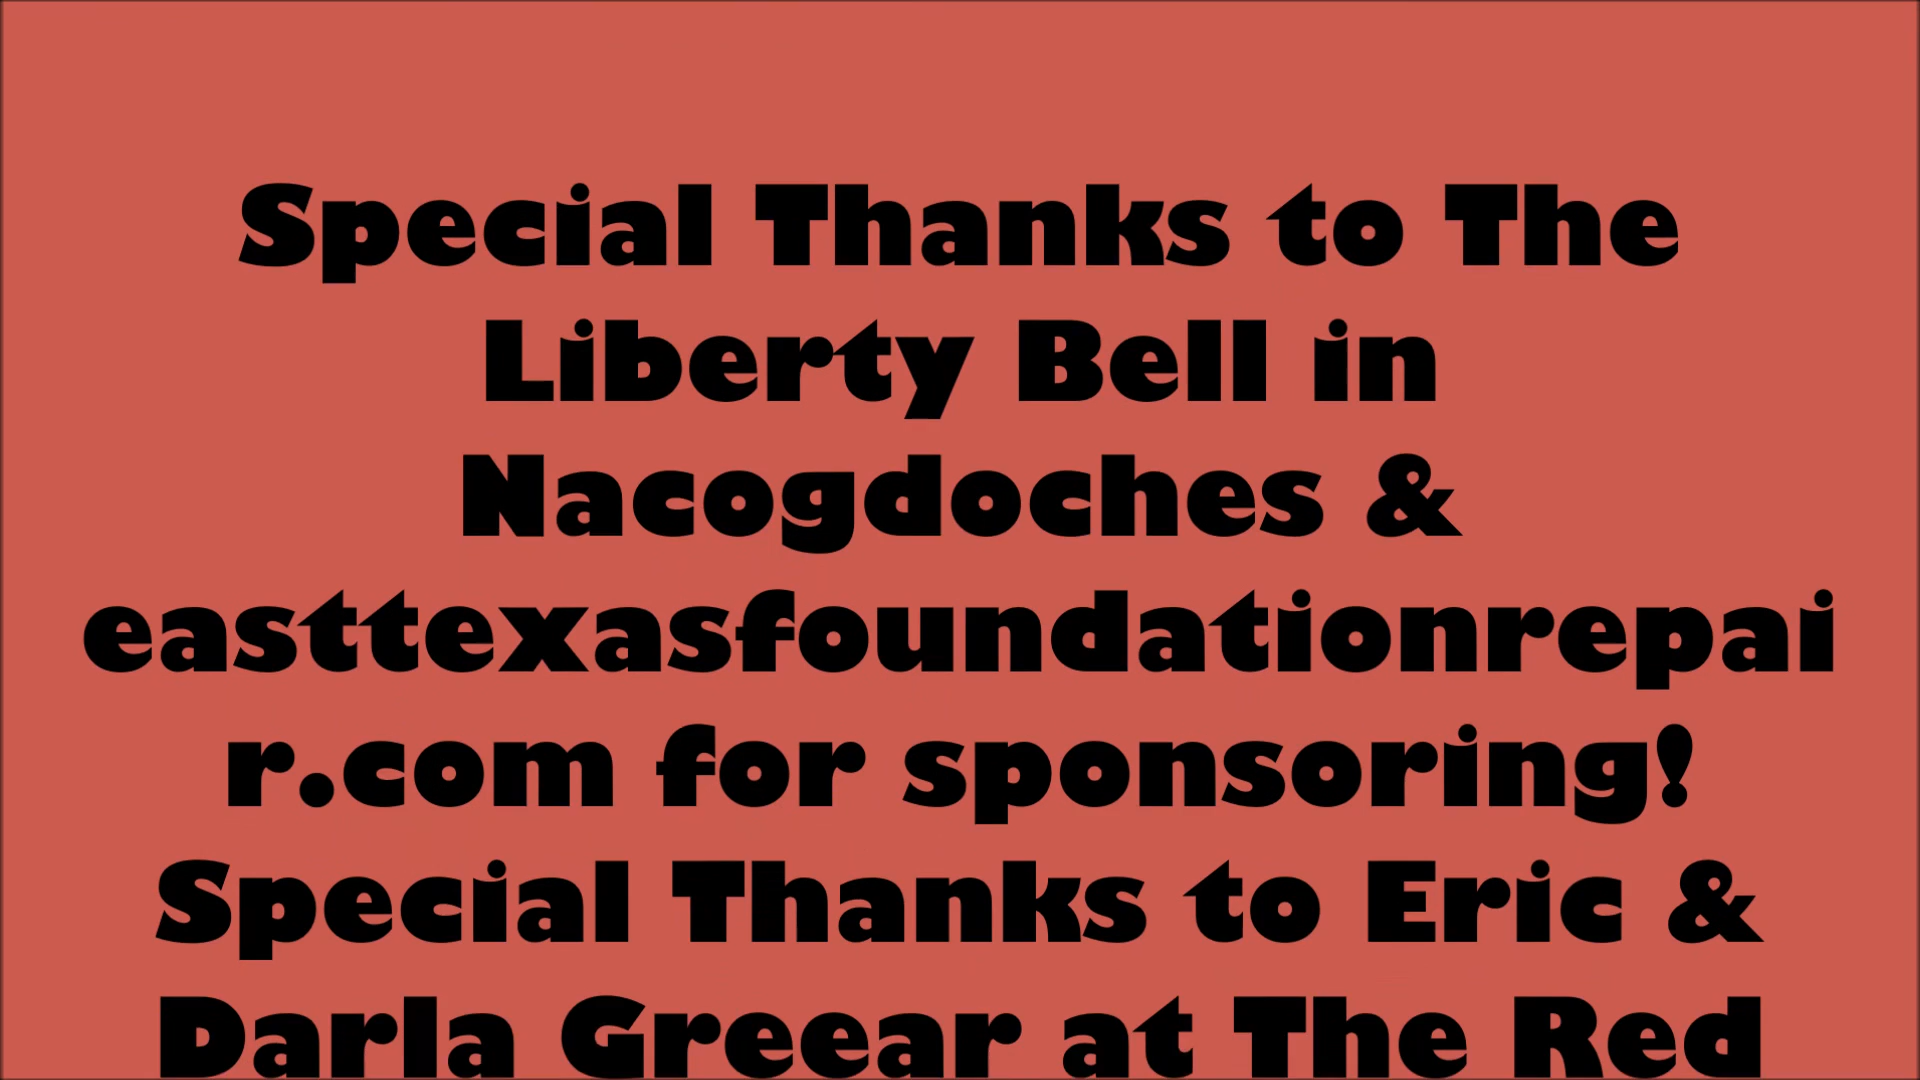 Special Thanks to The
Liberty Bell in
Nacogdoches &
easttexasfoundationrepai
r.com for sponsoring!
Special Thanks to Eric &
Darla Greear at The Red